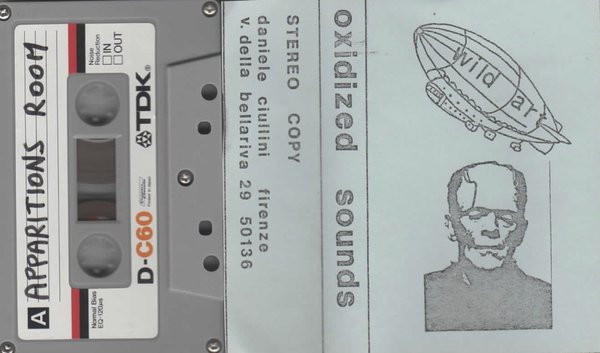 A APPARITIONS ROOM
Noise
Reduction
IN
OUT
TDK
D-C60
Normal Bias
EQ-120µs
STEREO COPY
daniele ciullini firenze
v. della bellariva 29 50136
oxidized sounds
wild art